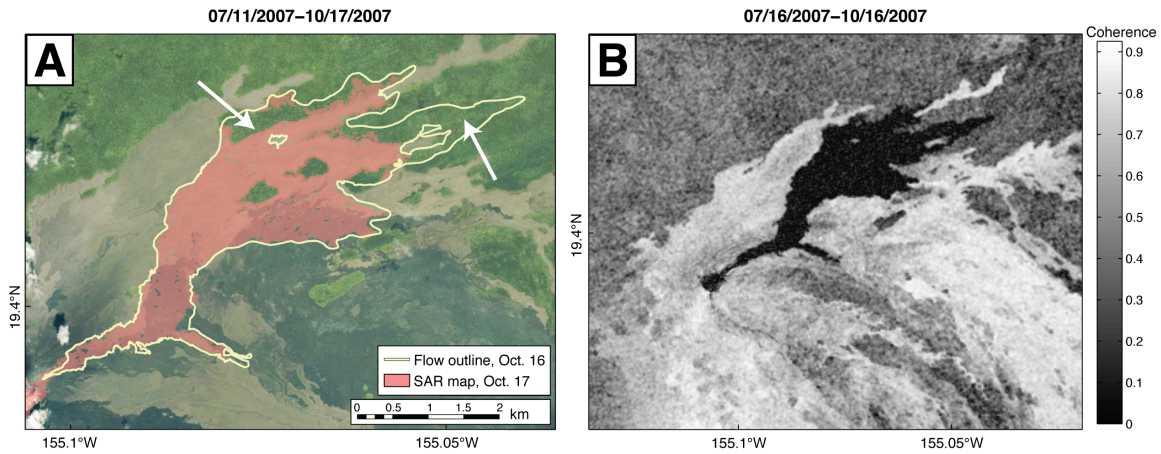 07/11/2007–10/17/2007
A
19.4°N
Flow outline, Oct. 16
SAR map, Oct. 17
0 0.5 1 1.5 2 km
155.1°W 155.05°W
07/16/2007–10/16/2007
B
19.4°N
155.1°W 155.05°W
Coherence
0.9
0.8
0.7
0.6
0.5
0.4
0.3
0.2
0.1
0